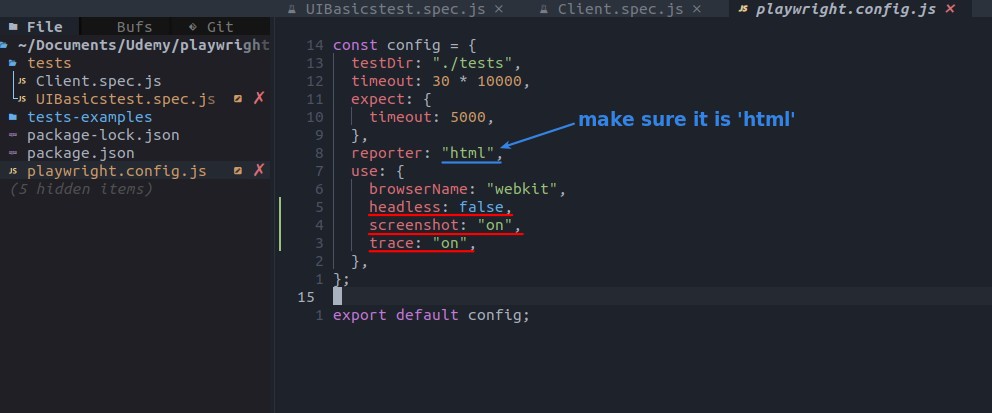 UIBasicstest.spec.js ×
Client.spec.js ×
playwright.config.js ×
File
Bufs
Git
~/Documents/Udemy/playwright
tests
Client.spec.js
UIBasicstest.spec.js ✗
tests-examples
package-lock.json
package.json
playwright.config.js ✗
(5 hidden items)
14 const config = {
13 testDir: "./tests",
12 timeout: 30 * 10000,
11 expect: {
10 timeout: 5000,
9 },
8 reporter: "html",
make sure it is 'html'
7 use: {
6 browserName: "webkit",
5 headless: false,
4 screenshot: "on",
3 trace: "on",
2 },
1 };
15
1 export default config;